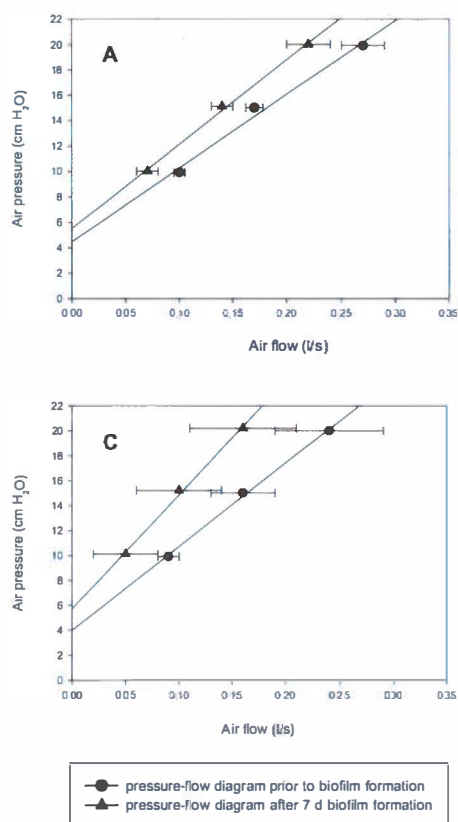 A
Air pressure (cm H₂O)
22
20
18
16
14
12
10
8
6
4
2
0
0.00 0.05 0.10 0.15 0.20 0.25 0.30 0.35
Air flow (l/s)
C
Air pressure (cm H₂O)
22
20
18
16
14
12
10
8
6
4
2
0
0.00 0.05 0.10 0.15 0.20 0.25 0.30 0.35
Air flow (l/s)
pressure-flow diagram prior to biofilm formation
pressure-flow diagram after 7 d biofilm formation